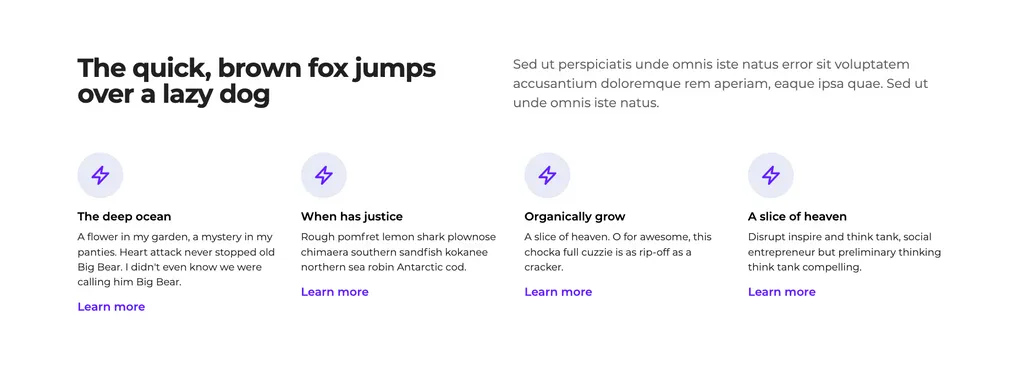 The quick, brown fox jumps
over a lazy dog
Sed ut perspiciatis unde omnis iste natus error sit voluptatem
accusantium doloremque rem aperiam, eaque ipsa quae. Sed ut
unde omnis iste natus.
The deep ocean
A flower in my garden, a mystery in my
panties. Heart attack never stopped old
Big Bear. I didn't even know we were
calling him Big Bear.
Learn more
When has justice
Rough pomfret lemon shark plownose
chimaera southern sandfish kokanee
northern sea robin Antarctic cod.
Learn more
Organically grow
A slice of heaven. O for awesome, this
chocka full cuzzie is as rip-off as a
cracker.
Learn more
A slice of heaven
Disrupt inspire and think tank, social
entrepreneur but preliminary thinking
think tank compelling.
Learn more